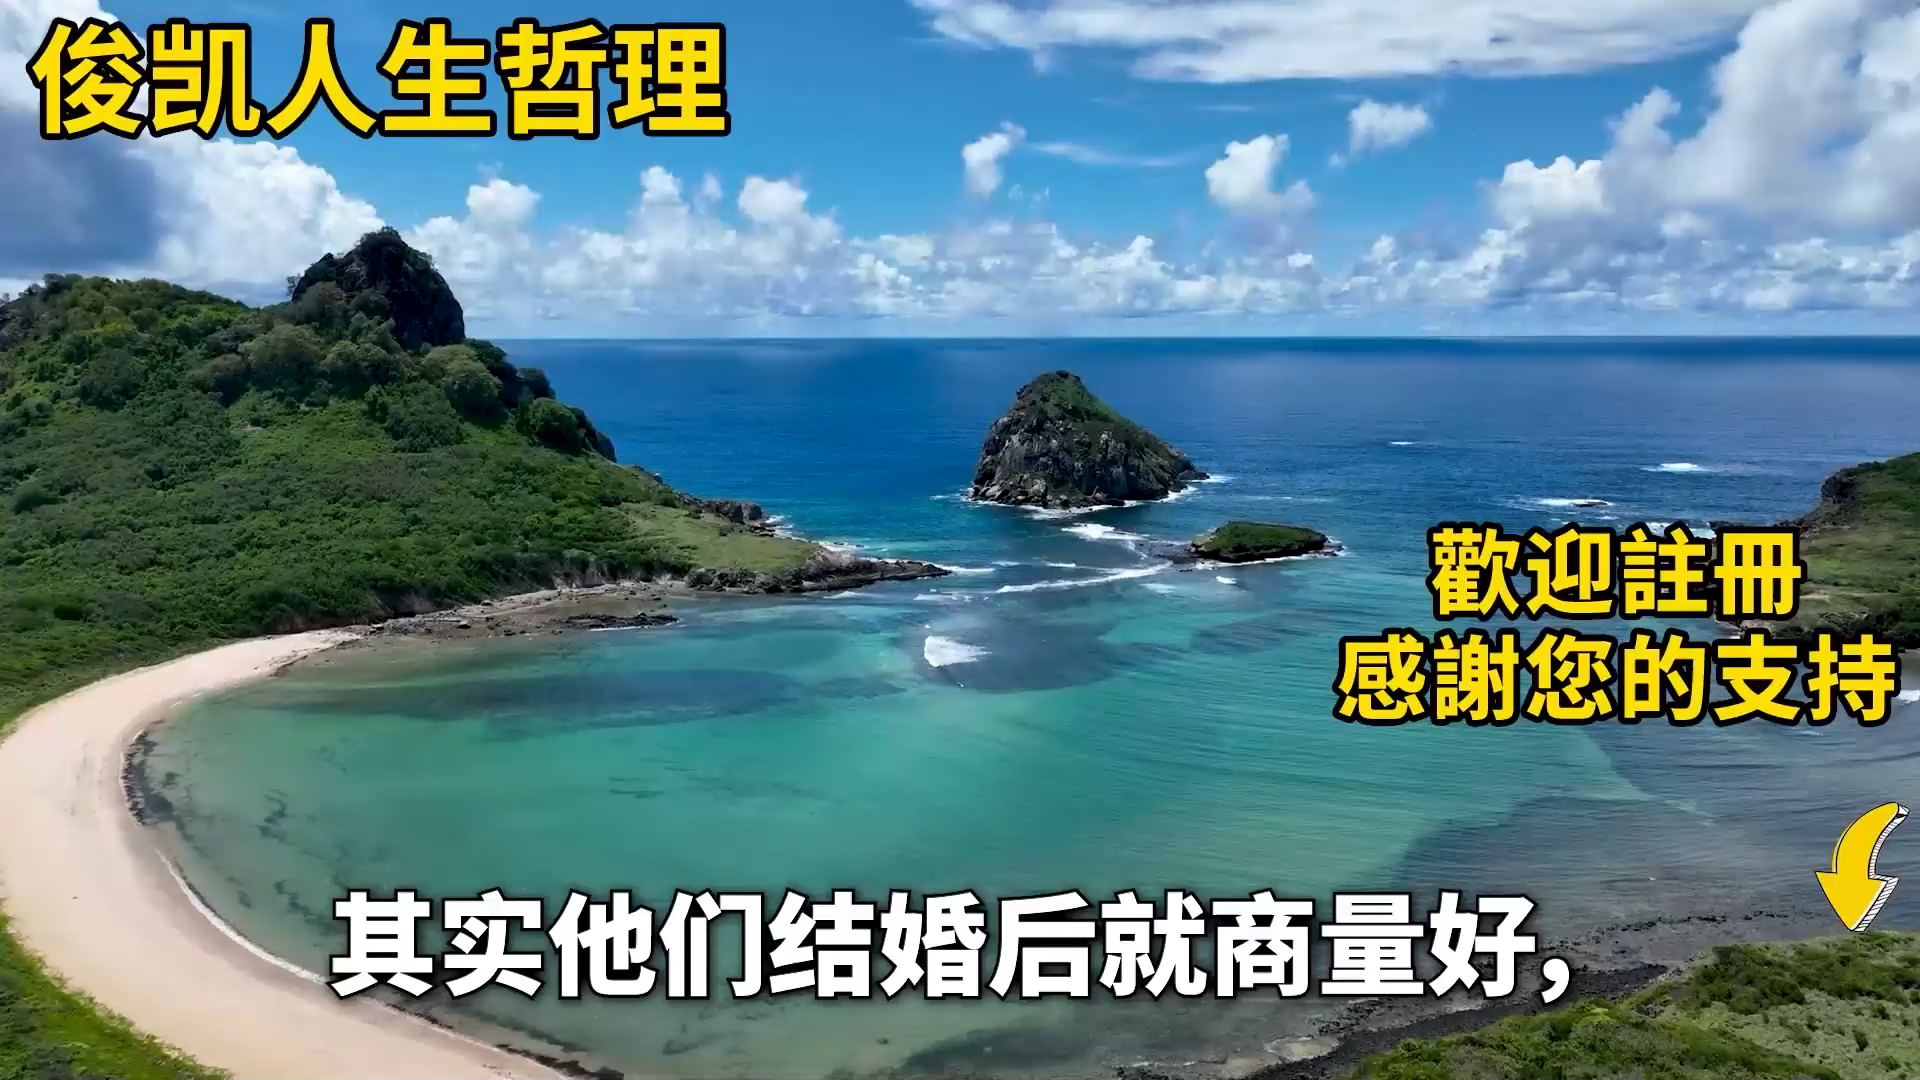 俊凯人生哲理
歡迎註冊
感謝您的支持
其实他们结婚后就商量好,